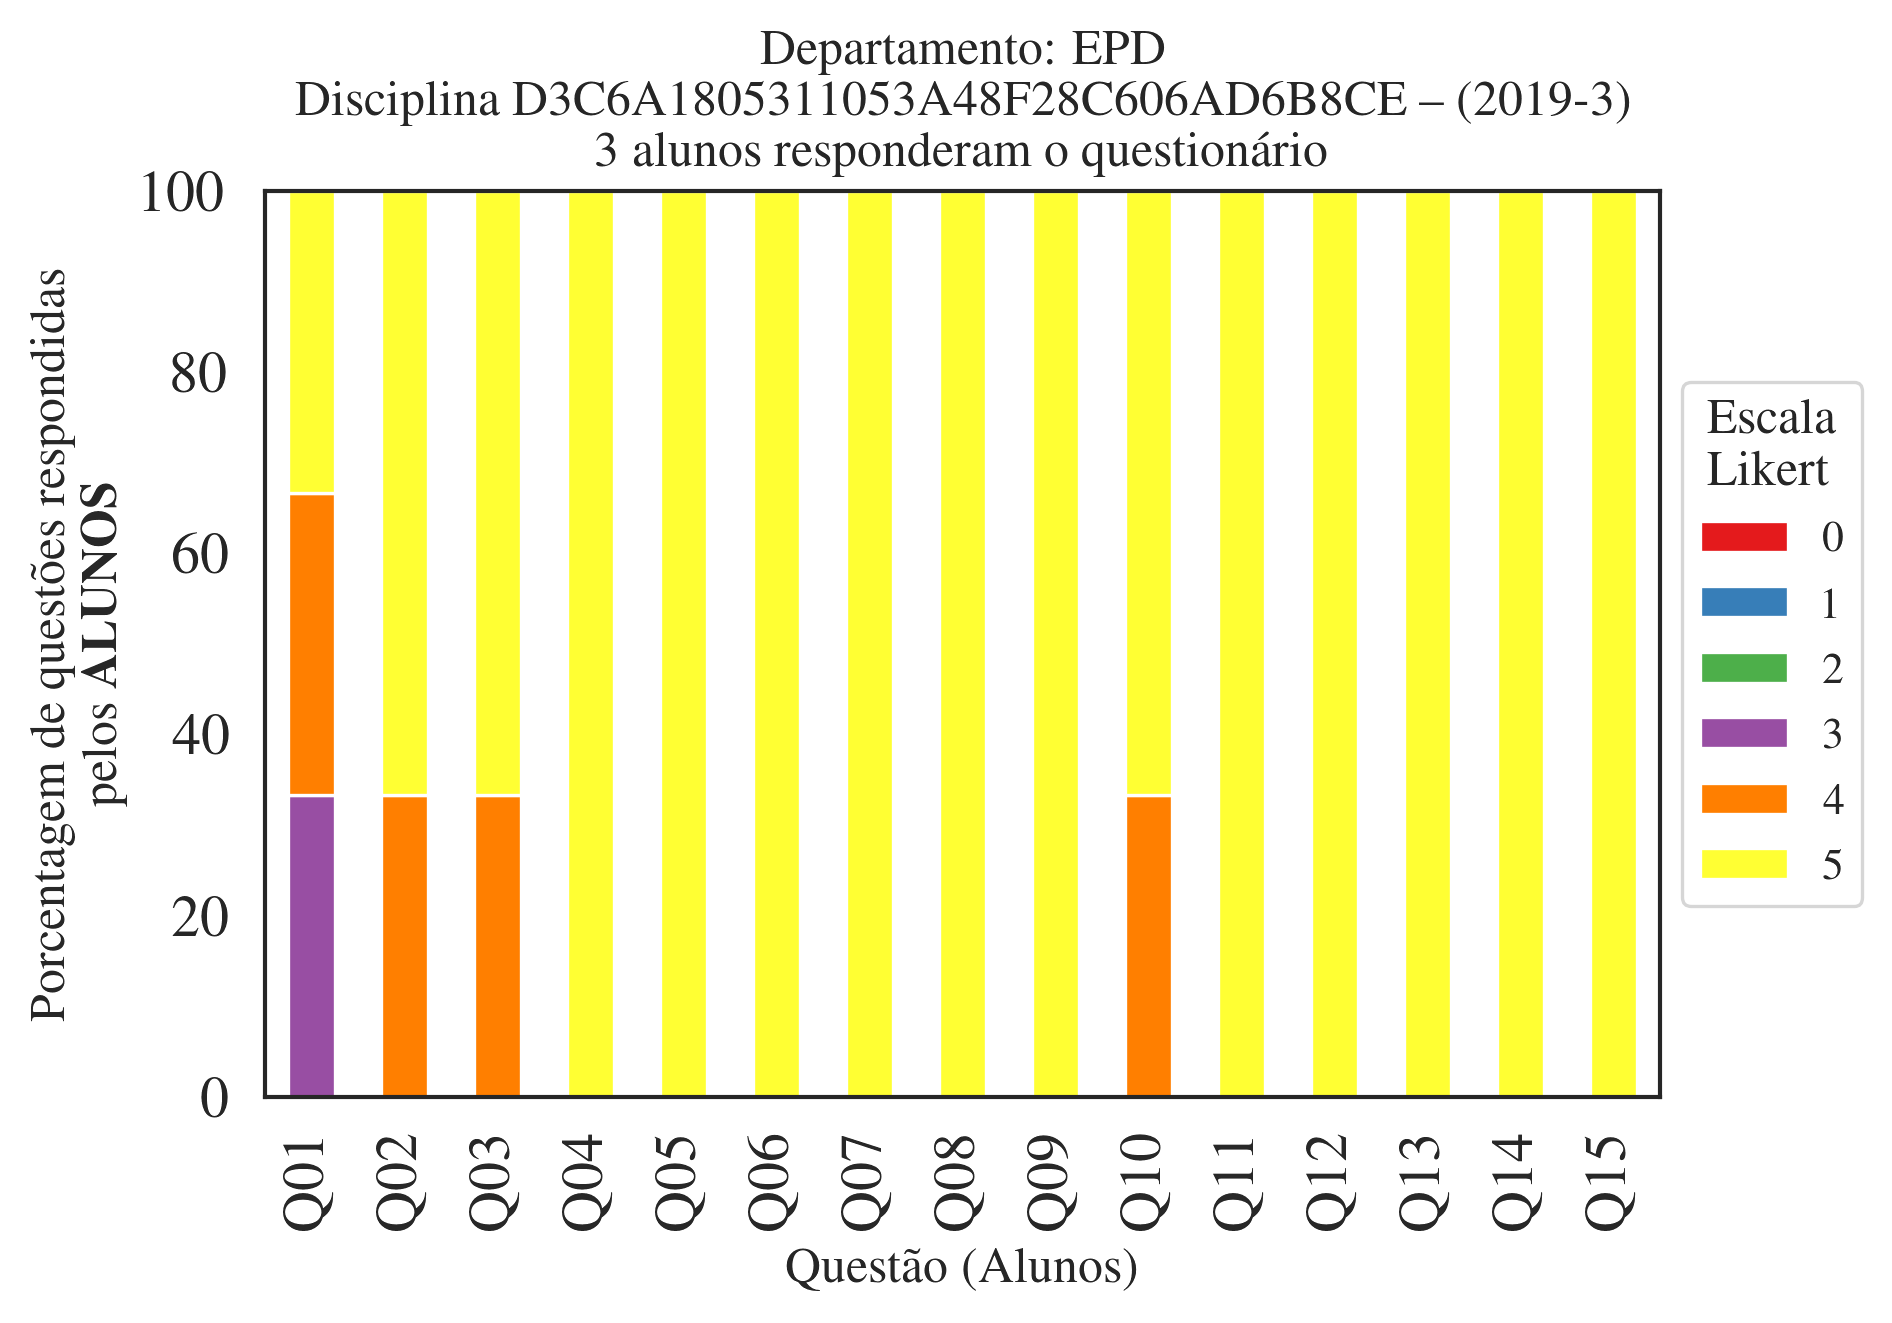 Departamento: EPD
Disciplina D3C6A1805311053A48F28C606AD6B8CE – (2019-3)
3 alunos responderam o questionário
Porcentagem de questões respondidas
pelos ALUNOS
100
80
60
40
20
0
Q01
Q02
Q03
Q04
Q05
Q06
Q07
Q08
Q09
Q10
Q11
Q12
Q13
Q14
Q15
Questão (Alunos)
Escala
Likert
0
1
2
3
4
5